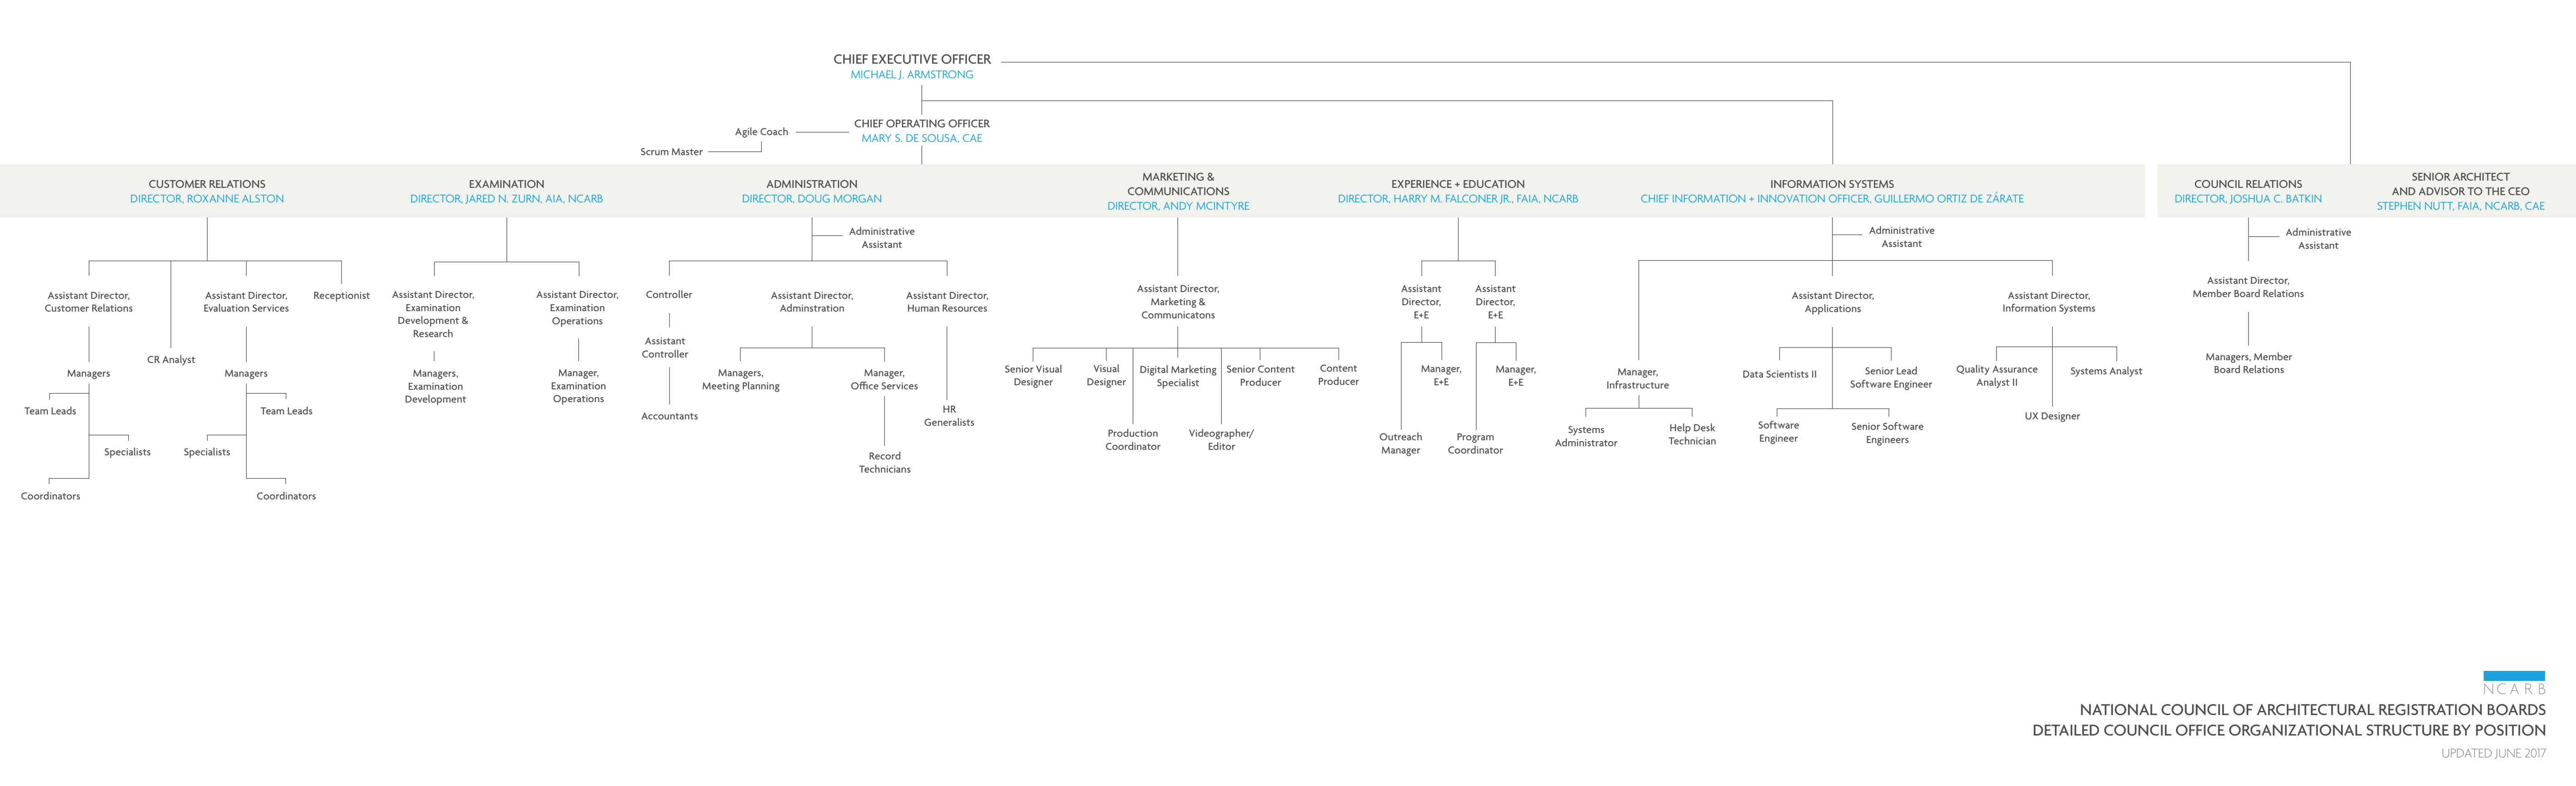 CHIEF EXECUTIVE OFFICER
MICHAEL J. ARMSTRONG
CHIEF OPERATING OFFICER
MARY S. DE SOUSA, CAE
Agile Coach
Scrum Master
CUSTOMER RELATIONS
DIRECTOR, ROXANNE ALSTON
EXAMINATION
DIRECTOR, JARED N. ZURN, AIA, NCARB
ADMINISTRATION
DIRECTOR, DOUG MORGAN
MARKETING &
COMMUNICATIONS
DIRECTOR, ANDY MCINTYRE
EXPERIENCE + EDUCATION
DIRECTOR, HARRY M. FALCONER JR., FAIA, NCARB
INFORMATION SYSTEMS
CHIEF INFORMATION + INNOVATION OFFICER, GUILLERMO ORTIZ DE ZÁRATE
COUNCIL RELATIONS
DIRECTOR, JOSHUA C. BATKIN
SENIOR ARCHITECT
AND ADVISOR TO THE CEO
STEPHEN NUTT, FAIA, NCARB, CAE
Assistant Director,
Customer Relations
Managers
Team Leads
Specialists
Coordinators
CR Analyst
Assistant Director,
Evaluation Services
Managers
Team Leads
Specialists
Coordinators
Receptionist
Assistant Director,
Examination
Development &
Research
Managers,
Examination
Development
Assistant Director,
Examination
Operations
Manager,
Examination
Operations
Administrative
Assistant
Controller
Assistant
Controller
Accountants
Assistant Director,
Adminstration
Managers,
Meeting Planning
Manager,
Office Services
Record
Technicians
Assistant Director,
Human Resources
HR
Generalists
Assistant Director,
Marketing &
Communicatons
Senior Visual
Designer
Visual
Designer
Digital Marketing
Specialist
Senior Content
Producer
Content
Producer
Production
Coordinator
Videographer/
Editor
Assistant
Director,
E+E
Assistant
Director,
E+E
Manager,
E+E
Manager,
E+E
Outreach
Manager
Program
Coordinator
Administrative
Assistant
Manager,
Infrastructure
Systems
Administrator
Help Desk
Technician
Assistant Director,
Applications
Data Scientists II
Senior Lead
Software Engineer
Software
Engineer
Senior Software
Engineers
Assistant Director,
Information Systems
Quality Assurance
Analyst II
Systems Analyst
UX Designer
Administrative
Assistant
Assistant Director,
Member Board Relations
Managers, Member
Board Relations
NCARB
NATIONAL COUNCIL OF ARCHITECTURAL REGISTRATION BOARDS
DETAILED COUNCIL OFFICE ORGANIZATIONAL STRUCTURE BY POSITION
UPDATED JUNE 2017